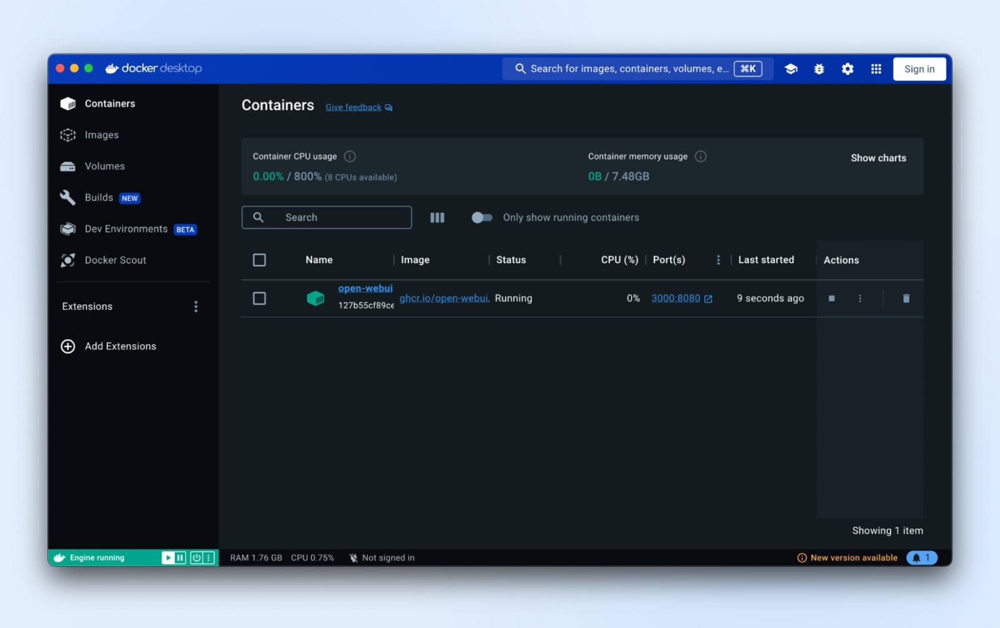 docker desktop
Search for images, containers, volumes, e...
⌘K
Sign in
Containers
Images
Volumes
Builds NEW
Dev Environments BETA
Docker Scout
Extensions
Add Extensions
Containers
Give feedback
Container CPU usage
0.00% / 800% (8 CPUs available)
Container memory usage
0B / 7.48GB
Show charts
Search
Only show running containers
Name Image Status CPU (%) Port(s) Last started Actions
open-webui
127b55cf89ce
ghcr.io/open-webui, Running 0% 3000:8080 9 seconds ago
Showing 1 item
Engine running
RAM 1.76 GB CPU 0.75% Not signed in
New version available
1